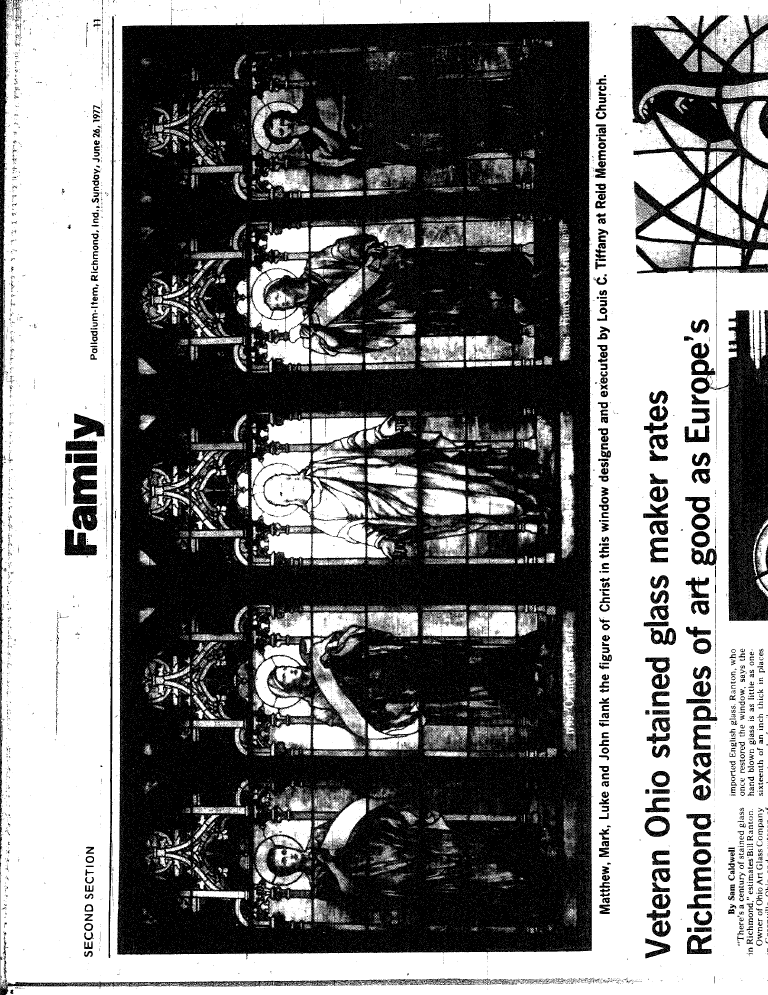 SECOND SECTION
Family
Palladium-Item, Richmond, Ind., Sunday, June 26, 1977
11
Matthew, Mark, Luke and John flank the figure of Christ in this window designed and executed by Louis C. Tiffany at Reid Memorial Church.
Veteran Ohio stained glass maker rates
Richmond examples of art good as Europe's
By Sam Caldwell
"There's a century of stained glass
in Richmond," estimates Bill Ranton.
Owner of Ohio Art Glass Company
imported English glass. Ranton, who
once restored the window, says the
hand blown glass is as little as one-
sixteenth of an inch thick in places